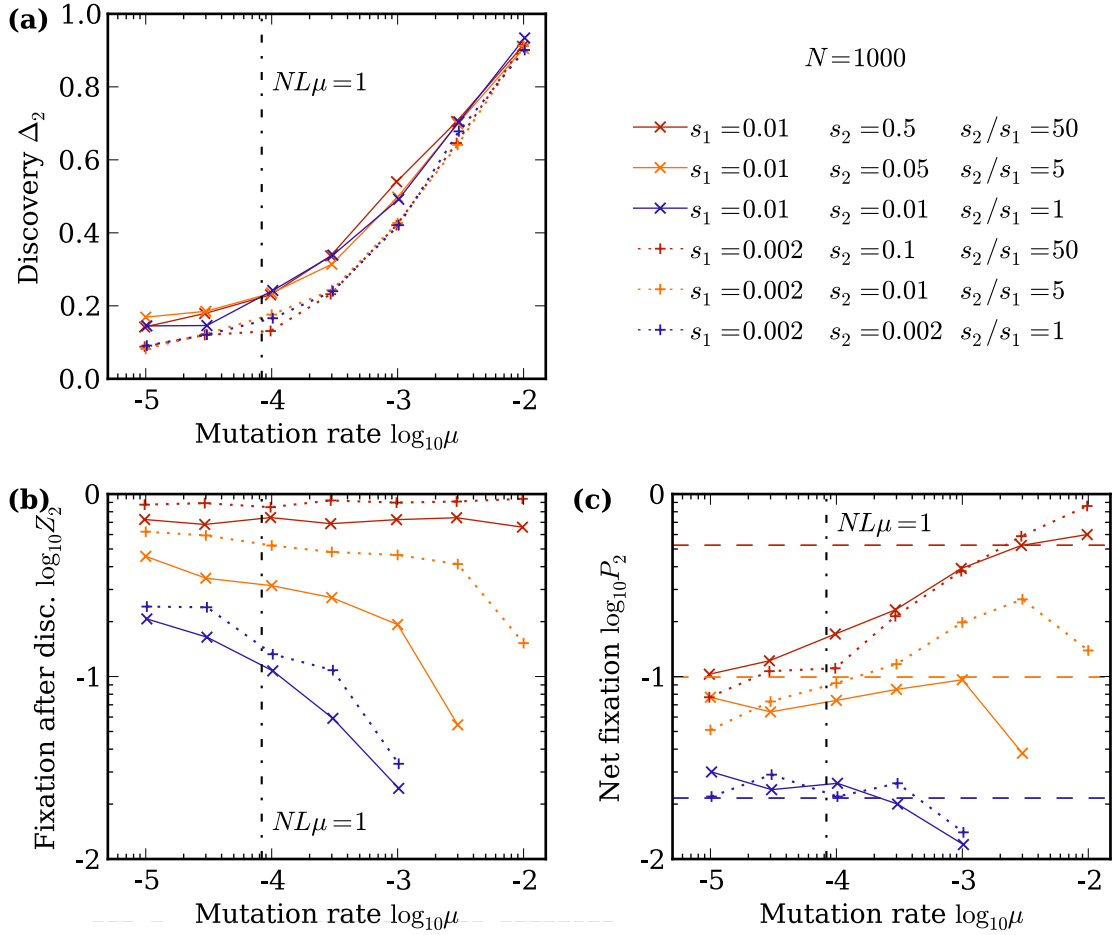 (a)
1.0
0.8
0.6
0.4
0.2
0.0
Discovery Δ₂
NLμ = 1
-5 -4 -3 -2
Mutation rate log₁₀μ
N = 1000
s₁ = 0.01 s₂ = 0.5 s₂/s₁ = 50
s₁ = 0.01 s₂ = 0.05 s₂/s₁ = 5
s₁ = 0.01 s₂ = 0.01 s₂/s₁ = 1
s₁ = 0.002 s₂ = 0.1 s₂/s₁ = 50
s₁ = 0.002 s₂ = 0.01 s₂/s₁ = 5
s₁ = 0.002 s₂ = 0.002 s₂/s₁ = 1
(b)
0
-1
-2
Fixation after disc. log₁₀Z₂
NLμ = 1
-5 -4 -3 -2
Mutation rate log₁₀μ
(c)
0
-1
-2
Net fixation log₁₀P₂
NLμ = 1
-5 -4 -3 -2
Mutation rate log₁₀μ